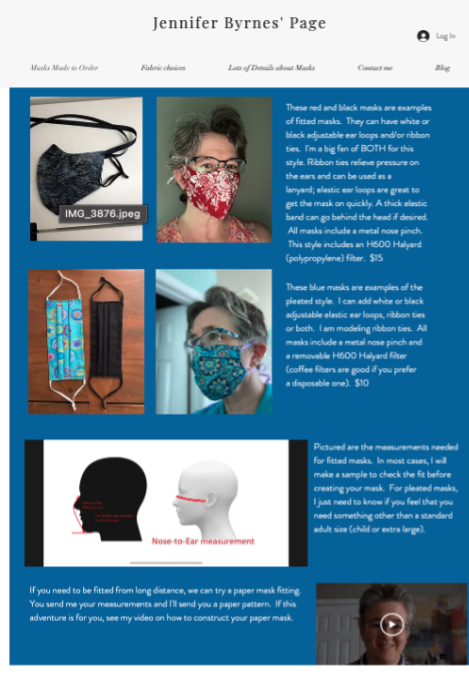 Jennifer Byrnes' Page
Log In
Masks Made to Order
Fabric choices
Lots of Details about Masks
Contact me
Blog
These red and black masks are examples
of fitted masks. They can have white or
black adjustable ear loops and/or ribbon
ties. I'm a big fan of BOTH for this
style. Ribbon ties relieve pressure on
the ears and can be used as a
lanyard; elastic ear loops are great to
get the mask on quickly. A thick elastic
band can go behind the head if desired.
All masks include a metal nose pinch.
This style includes an H600 Halyard
(polypropylene) filter. $15
IMG_3876.jpeg
These blue masks are examples of the
pleated style. I can add white or black
adjustable elastic ear loops, ribbon ties
or both. I am modeling ribbon ties. All
masks include a metal nose pinch and
a removable H600 Halyard filter
(coffee filters are good if you prefer
a disposable one). $10
Pictured are the measurements needed
for fitted masks. In most cases, I will
make a sample to check the fit before
creating your mask. For pleated masks,
I just need to know if you feel that you
need something other than a standard
adult size (child or extra large).
Nose-to-Ear measurement
If you need to be fitted from long distance, we can try a paper mask fitting.
You send me your measurements and I'll send you a paper pattern. If this
adventure is for you, see my video on how to construct your paper mask.